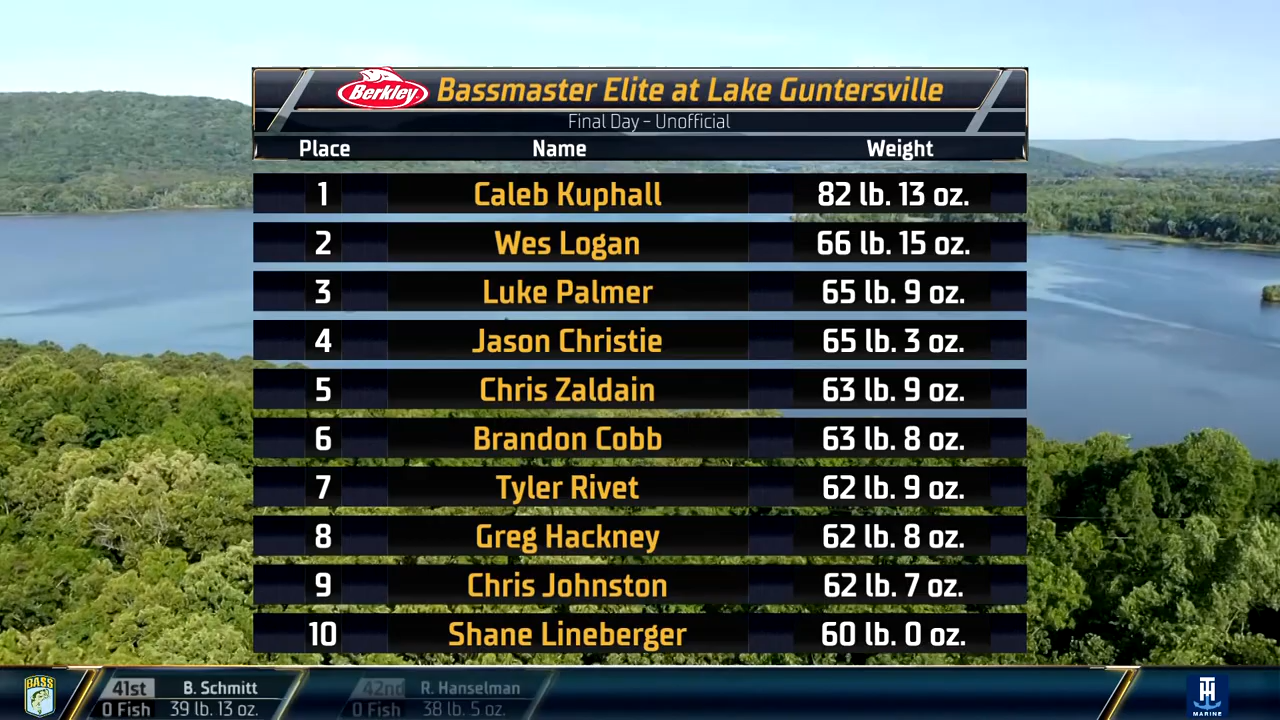 Berkley Bassmaster Elite at Lake Guntersville
Final Day – Unofficial
Place Name Weight
1 Caleb Kuphall 82 lb. 13 oz.
2 Wes Logan 66 lb. 15 oz.
3 Luke Palmer 65 lb. 9 oz.
4 Jason Christie 65 lb. 3 oz.
5 Chris Zaldain 63 lb. 9 oz.
6 Brandon Cobb 63 lb. 8 oz.
7 Tyler Rivet 62 lb. 9 oz.
8 Greg Hackney 62 lb. 8 oz.
9 Chris Johnston 62 lb. 7 oz.
10 Shane Lineberger 60 lb. 0 oz.
BASS
41st B. Schmitt 42nd R. Hanselman
0 Fish 39 lb. 13 oz. 0 Fish 38 lb. 5 oz.
TH
MARINE